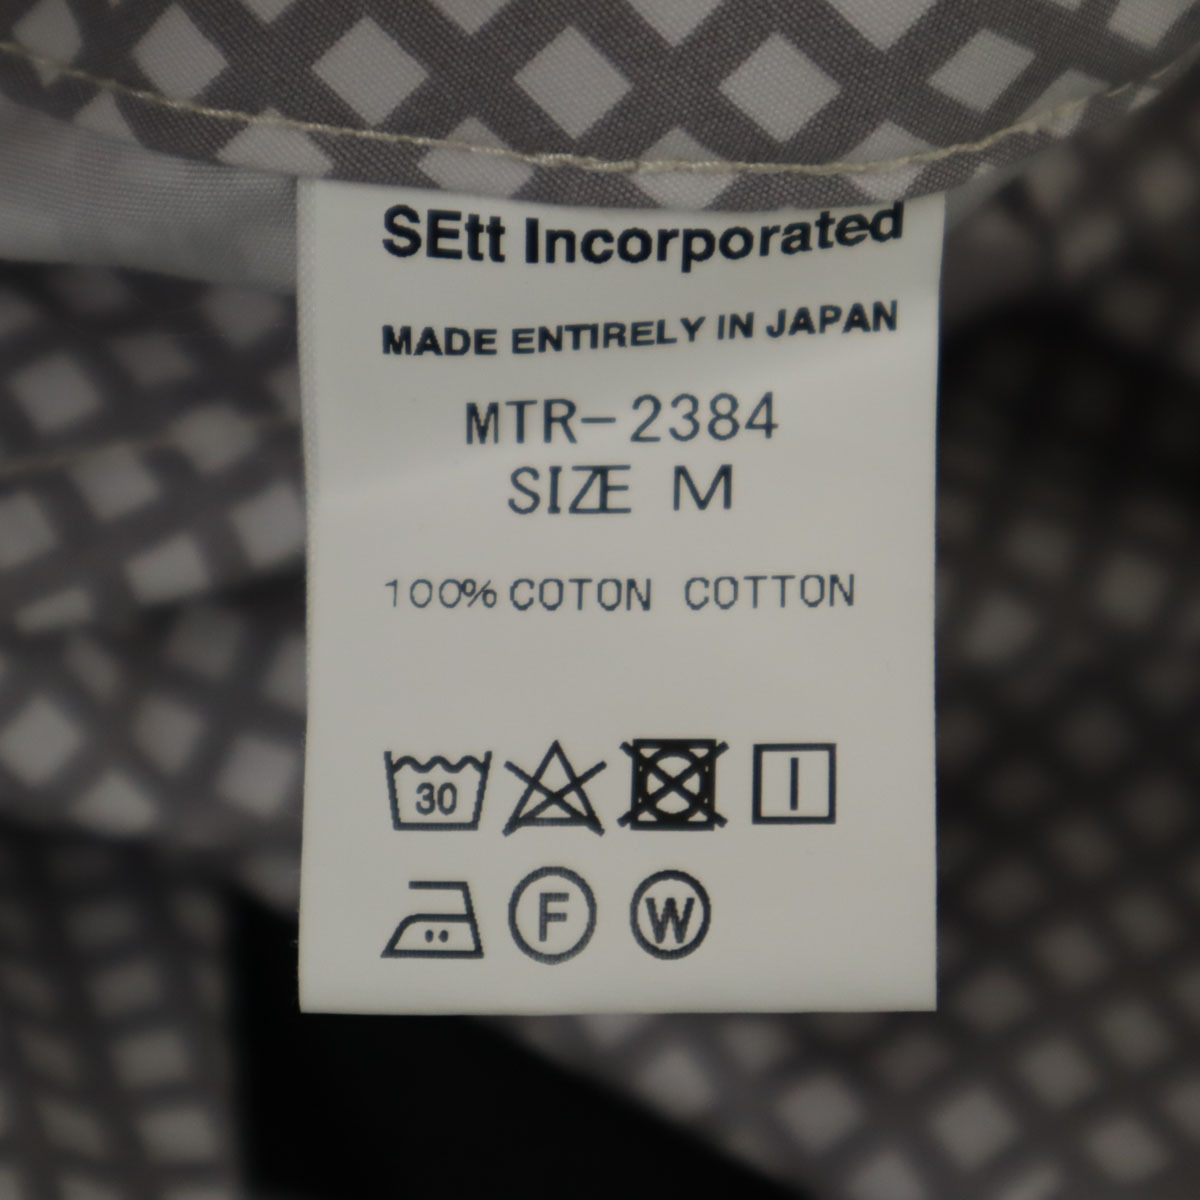 SEtt Incorporated
MADE ENTIRELY IN JAPAN
MTR-2384
SIZE M
100% COTON COTTON
30
F W